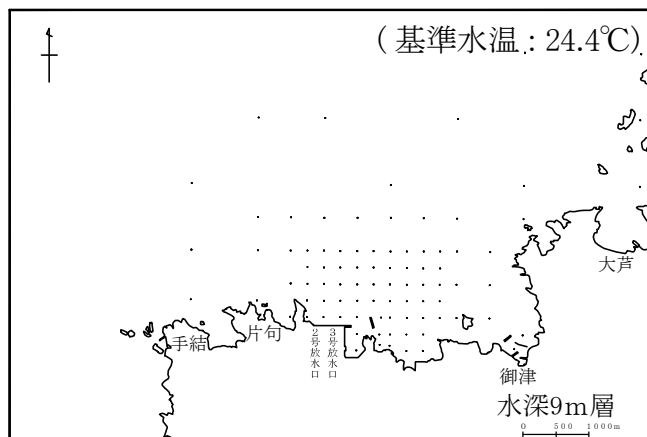 (基準水温:24.4℃)
大芦
手結
片句
2号放水口
3号放水口
御津
水深9m層
0 500 1000m